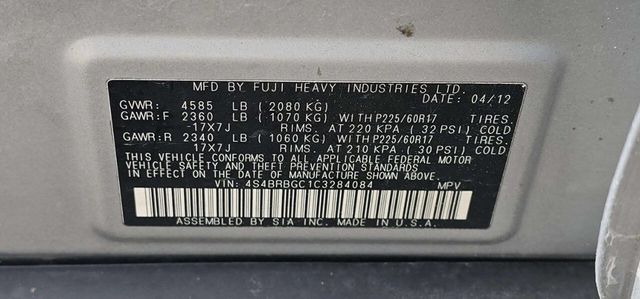 MFD BY FUJI HEAVY INDUSTRIES LTD.
DATE: 04/12
GVWR: 4585 LB (2080 KG)
GAWR:F 2360 LB (1070 KG) WITH P225/60R17 TIRES.
-17X7J RIMS. AT 220 KPA (32 PSI) COLD
GAWR:R 2340 LB (1060 KG) WITH P225/60R17 TIRES.
-17X7J RIMS. AT 210 KPA (30 PSI) COLD
THIS VEHICLE CONFORMS TO ALL APPLICABLE FEDERAL MOTOR
VEHICLE SAFETY AND THEFT PREVENTION STANDARDS
IN EFFECT ON THE DATE OF MANUFACTURE SHOWN ABOVE.
VIN: 4S4BRBGC1C3284084 MPV
ASSEMBLED BY SIA INC. MADE IN U.S.A.